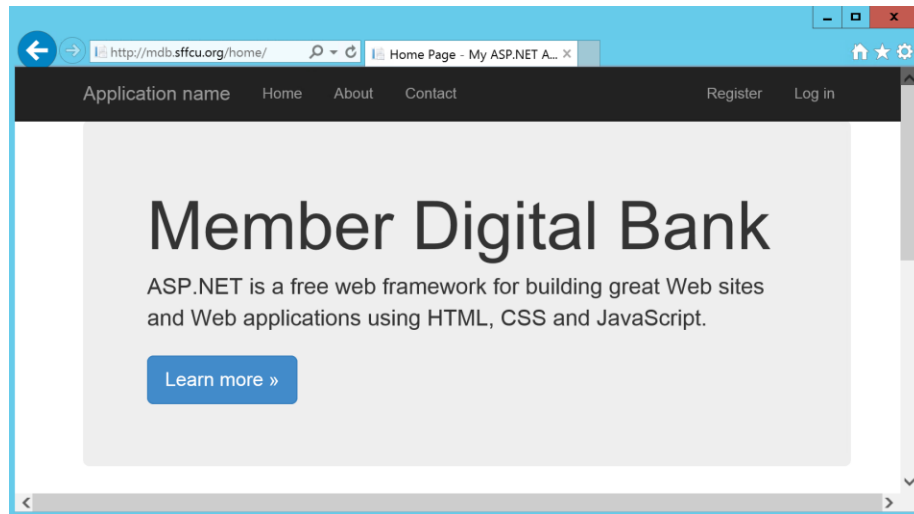 http://mdb.sffcu.org/home/
Home Page - My ASP.NET A...
Application name Home About Contact Register Log in
Member Digital Bank
ASP.NET is a free web framework for building great Web sites
and Web applications using HTML, CSS and JavaScript.
Learn more »